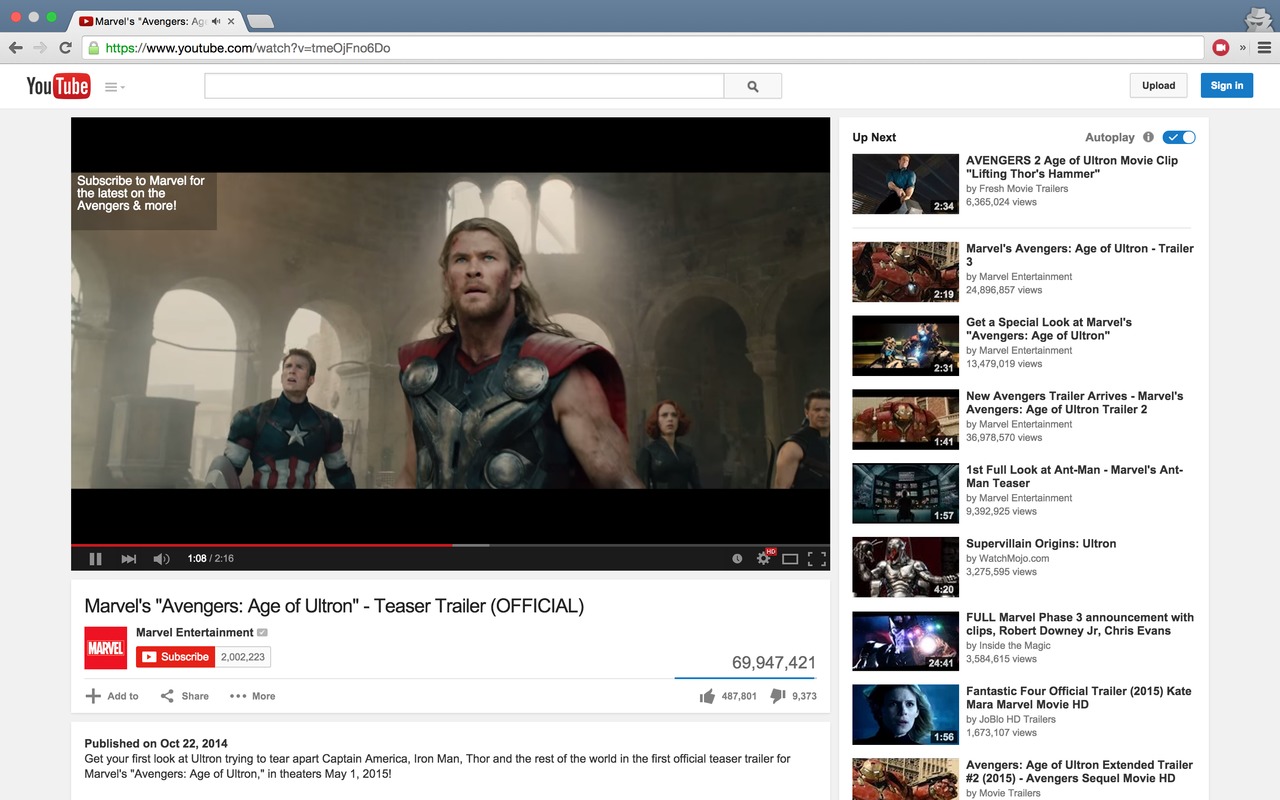 Marvel's "Avengers: Ag
https://www.youtube.com/watch?v=tmeOjFno6Do
YouTube
Upload
Sign in
Subscribe to Marvel for
the latest on the
Avengers & more!
1:08 / 2:16
HD
Marvel's "Avengers: Age of Ultron" - Teaser Trailer (OFFICIAL)
MARVEL
Marvel Entertainment
Subscribe 2,002,223
69,947,421
Add to Share More 487,801 9,373
Published on Oct 22, 2014
Get your first look at Ultron trying to tear apart Captain America, Iron Man, Thor and the rest of the world in the first official teaser trailer for
Marvel's "Avengers: Age of Ultron," in theaters May 1, 2015!
Up Next Autoplay
AVENGERS 2 Age of Ultron Movie Clip
"Lifting Thor's Hammer"
by Fresh Movie Trailers
6,365,024 views
2:34
Marvel's Avengers: Age of Ultron - Trailer
3
by Marvel Entertainment
24,896,857 views
2:19
Get a Special Look at Marvel's
"Avengers: Age of Ultron"
by Marvel Entertainment
13,479,019 views
2:31
New Avengers Trailer Arrives - Marvel's
Avengers: Age of Ultron Trailer 2
by Marvel Entertainment
36,978,570 views
1:41
1st Full Look at Ant-Man - Marvel's Ant-
Man Teaser
by Marvel Entertainment
9,392,925 views
1:57
Supervillain Origins: Ultron
by WatchMojo.com
3,275,595 views
4:20
FULL Marvel Phase 3 announcement with
clips, Robert Downey Jr, Chris Evans
by Inside the Magic
3,584,615 views
24:41
Fantastic Four Official Trailer (2015) Kate
Mara Marvel Movie HD
by JoBlo HD Trailers
1,673,107 views
1:56
Avengers: Age of Ultron Extended Trailer
#2 (2015) - Avengers Sequel Movie HD
by Movie Trailers